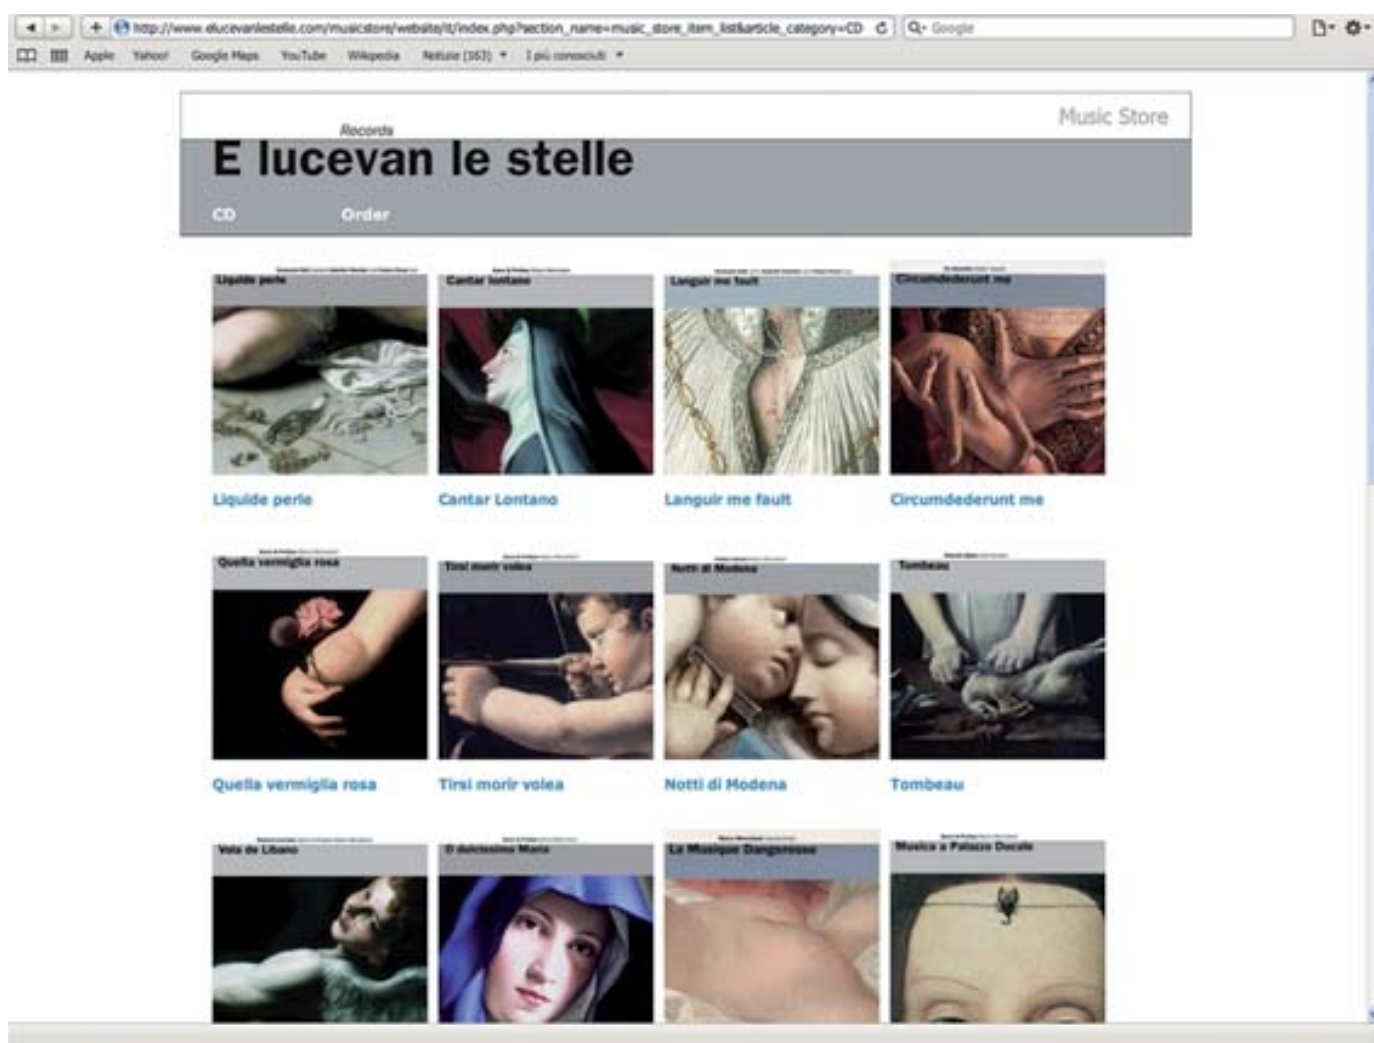 http://www.elucevanlestelle.com/musicstore/website/it/index.php?section_name=music_store_item_list&article_category=CD
Google
Apple Yahoo! Google Maps YouTube Wikipedia Notizie (163) I più conosciuti
Music Store
Records
E lucevan le stelle
CD Order
Liquide perle
Cantar lontano
Languir me fault
Circumdederunt me
Liquide perle Cantar Lontano Languir me fault Circumdederunt me
Quella vermiglia rosa
Tirsi morir volea
Notti di Modena
Tombeau
Quella vermiglia rosa Tirsi morir volea Notti di Modena Tombeau
Vola de Libano
O dulcissima Maria
La Musique Dangereuse
Musica a Palazzo Ducale